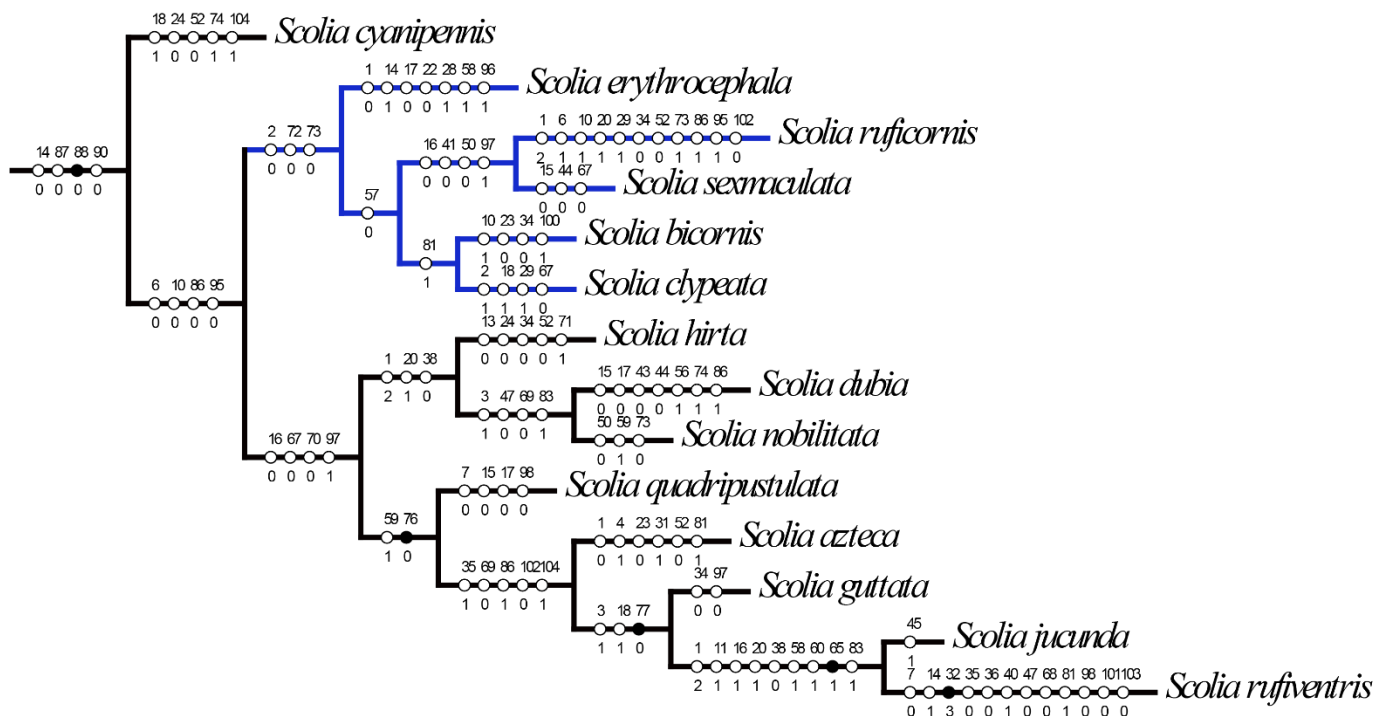 18 24 52 74 104
Scolia cyanipennis
1 0 0 1 1
1 14 17 22 28 58 96
Scolia erythrocephala
0 1 0 0 1 1 1
2 72 73
0 0 0
1 6 10 20 29 34 52 73 86 95 102
Scolia ruficornis
2 1 1 1 1 0 0 1 1 1 0
16 41 50 97
0 0 0 1
14 87 88 90
0 0 0 0
15 44 67
Scolia sexmaculata
0 0 0
57
0
10 23 34 100
Scolia bicornis
1 0 0 1
81
1
2 18 29 67
Scolia clypeata
1 1 1 0
6 10 86 95
0 0 0 0
13 24 34 52 71
Scolia hirta
0 0 0 0 1
1 20 38
2 1 0
15 17 43 44 56 74 86
Scolia dubia
0 0 0 0 1 1 1
3 47 69 83
1 0 0 1
50 59 73
Scolia nobilitata
0 1 0
16 67 70 97
0 0 0 1
7 15 17 98
Scolia quadripustulata
0 0 0 0
59 76
1 0
1 4 23 31 52 81
Scolia azteca
0 1 0 1 0 1
35 69 86 102 104
1 0 1 0 1
34 97
Scolia guttata
0 0
3 18 77
1 1 0
45
Scolia jucunda
1
1 11 16 20 38 58 60 65 83
2 1 1 1 0 1 1 1 1
7 14 32 35 36 40 47 68 81 98 101 103
Scolia rufiventris
0 1 3 0 0 1 0 0 1 0 0 0